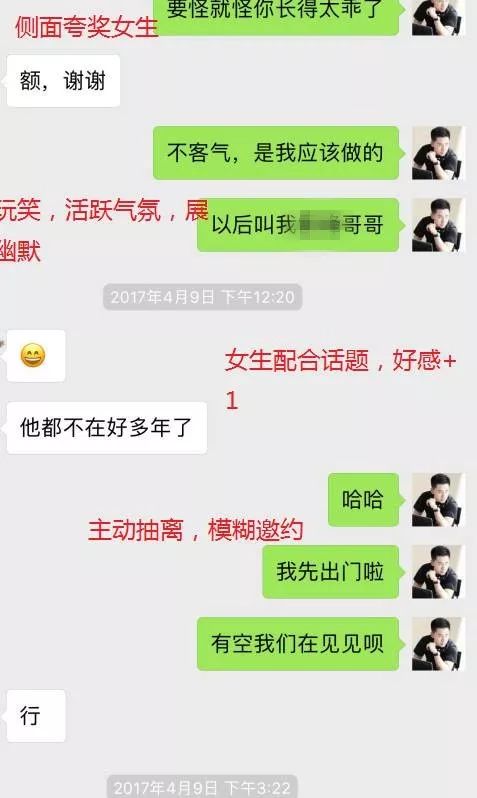 要怪就怪你长得太乖了
侧面夸奖女生
额，谢谢
不客气，是我应该做的
玩笑，活跃气氛，展
幽默
以后叫我哥哥
2017年4月9日 下午12:20
女生配合话题，好感+
1
他都不在好多年了
哈哈
主动抽离，模糊邀约
我先出门啦
有空我们在见见呗
行
2017年4月9日 下午3:22